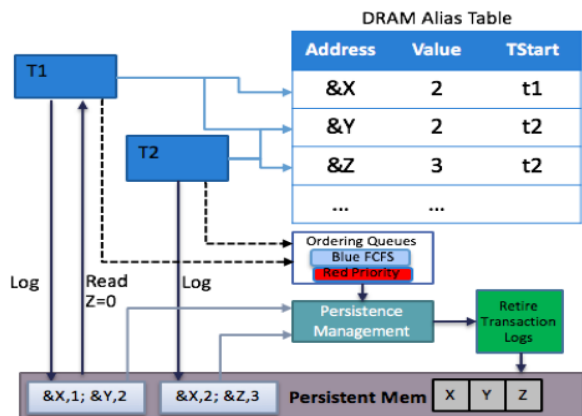 DRAM Alias Table
Address Value TStart
&X 2 t1
&Y 2 t2
&Z 3 t2
... ...
T1
T2
Ordering Queues
Blue FCFS
Red Priority
Log
Read
Z=0
Log
Persistence
Management
Retire
Transaction
Logs
&X,1; &Y,2
&X,2; &Z,3
Persistent Mem
X Y Z